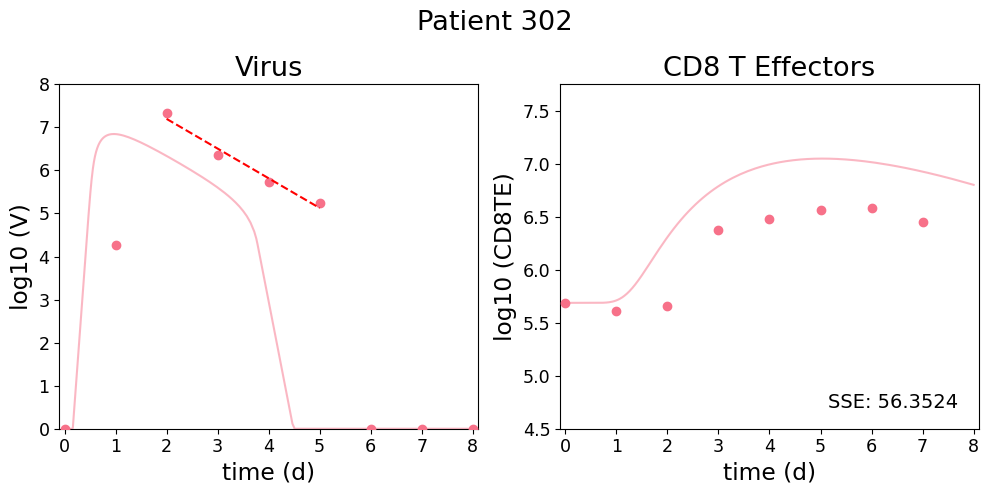 Patient 302
Virus
CD8 T Effectors
log10 (V)
8
7
6
5
4
3
2
1
0
0 1 2 3 4 5 6 7 8
time (d)
log10 (CD8TE)
7.5
7.0
6.5
6.0
5.5
5.0
4.5
SSE: 56.3524
0 1 2 3 4 5 6 7 8
time (d)